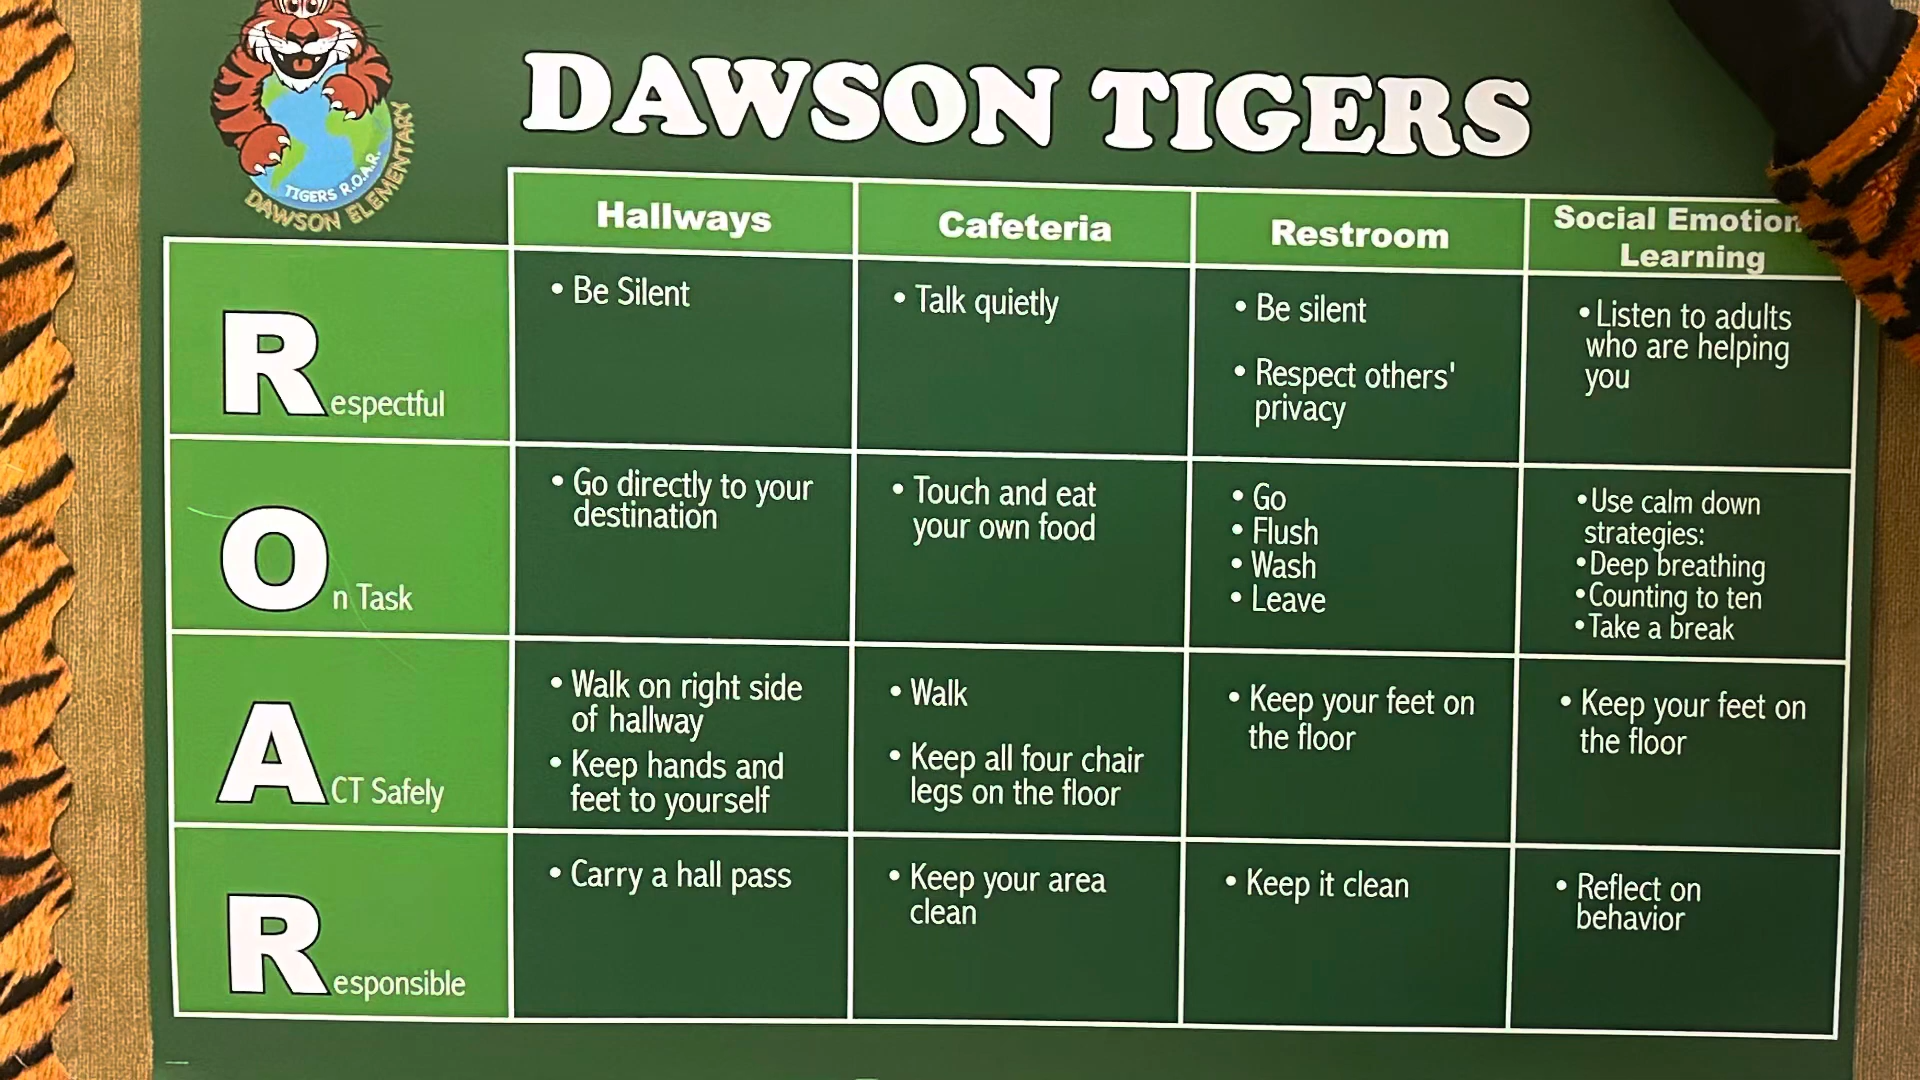 TIGERS R.O.A.R.
DAWSON ELEMENTARY
DAWSON TIGERS
Hallways
Cafeteria
Restroom
Social Emotion
Learning
Respectful
• Be Silent
• Talk quietly
• Be silent
• Respect others'
privacy
• Listen to adults
who are helping
you
On Task
• Go directly to your
destination
• Touch and eat
your own food
• Go
• Flush
• Wash
• Leave
• Use calm down
strategies:
• Deep breathing
• Counting to ten
• Take a break
ACT Safely
• Walk on right side
of hallway
• Keep hands and
feet to yourself
• Walk
• Keep all four chair
legs on the floor
• Keep your feet on
the floor
• Keep your feet on
the floor
Responsible
• Carry a hall pass
• Keep your area
clean
• Keep it clean
• Reflect on
behavior